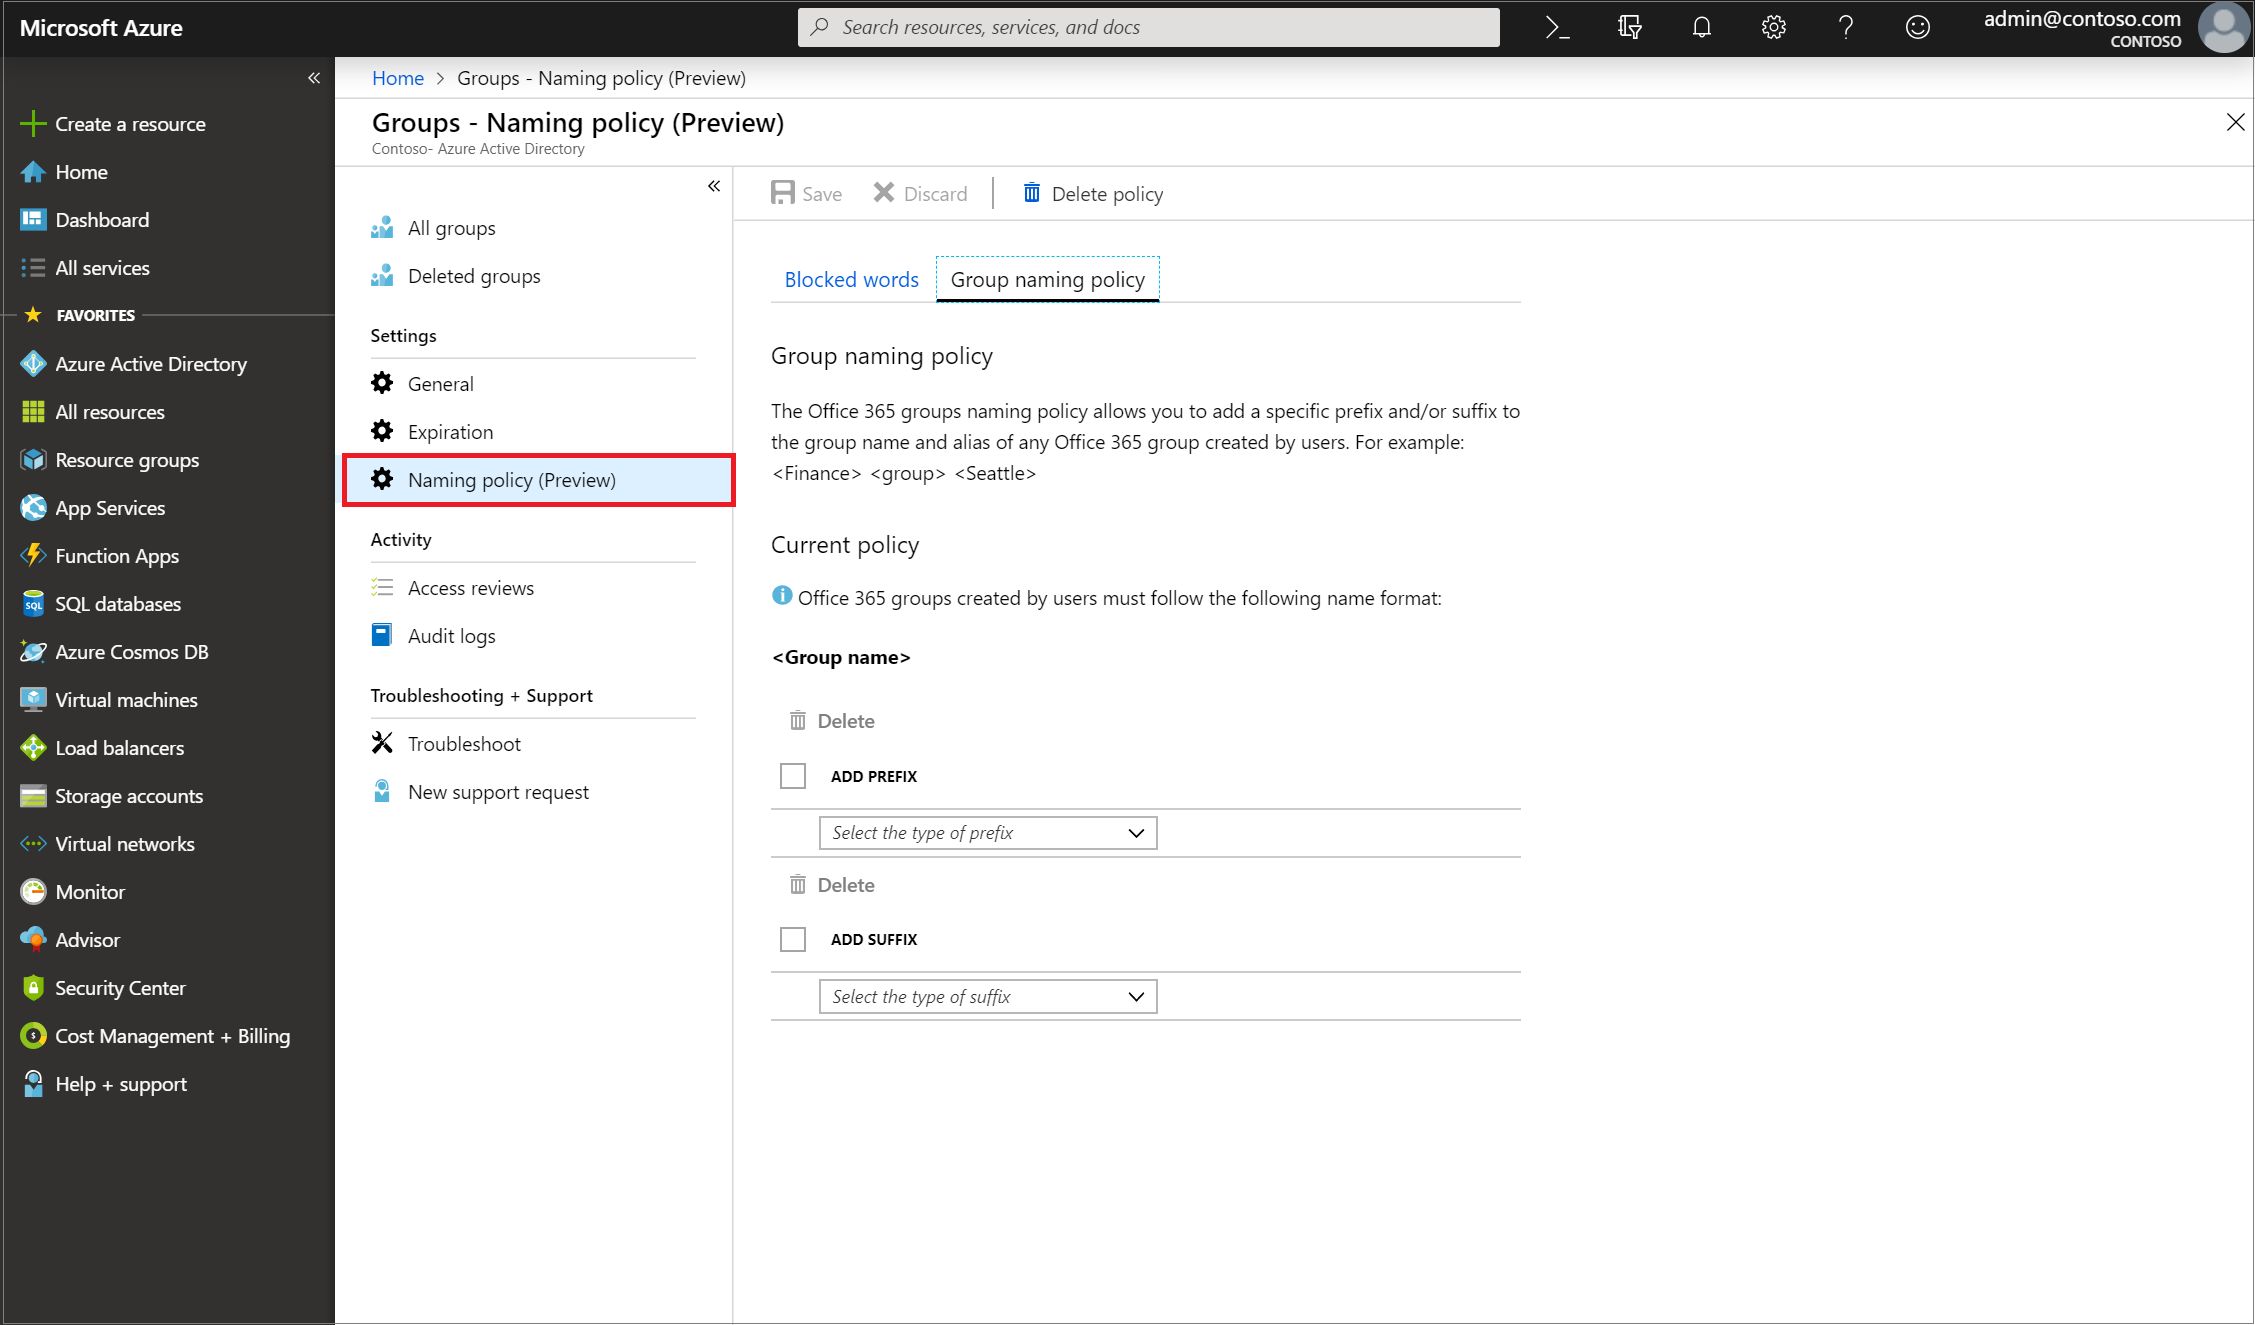 Microsoft Azure
Search resources, services, and docs
admin@contoso.com
CONTOSO
Create a resource
Home
Dashboard
All services
FAVORITES
Azure Active Directory
All resources
Resource groups
App Services
Function Apps
SQL databases
Azure Cosmos DB
Virtual machines
Load balancers
Storage accounts
Virtual networks
Monitor
Advisor
Security Center
Cost Management + Billing
Help + support
Home > Groups - Naming policy (Preview)
Groups - Naming policy (Preview)
Contoso- Azure Active Directory
All groups
Deleted groups
Settings
General
Expiration
Naming policy (Preview)
Activity
Access reviews
Audit logs
Troubleshooting + Support
Troubleshoot
New support request
Save Discard Delete policy
Blocked words Group naming policy
Group naming policy
The Office 365 groups naming policy allows you to add a specific prefix and/or suffix to
the group name and alias of any Office 365 group created by users. For example:
<Finance> <group> <Seattle>
Current policy
Office 365 groups created by users must follow the following name format:
<Group name>
Delete
ADD PREFIX
Select the type of prefix
Delete
ADD SUFFIX
Select the type of suffix